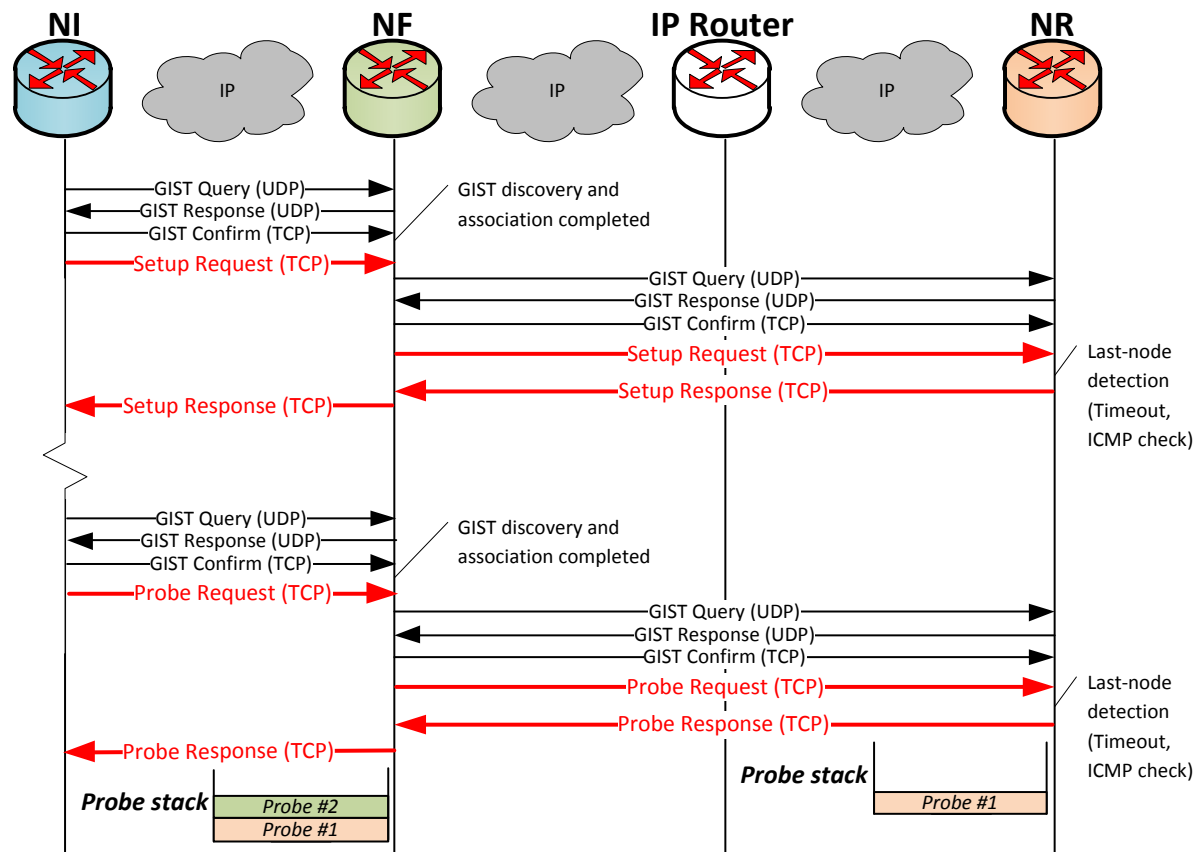 NI
NF
IP Router
NR
IP
IP
IP
GIST Query (UDP)
GIST Response (UDP)
GIST Confirm (TCP)
GIST discovery and
association completed
Setup Request (TCP)
GIST Query (UDP)
GIST Response (UDP)
GIST Confirm (TCP)
Setup Request (TCP)
Setup Response (TCP)
Last-node
detection
(Timeout,
ICMP check)
Setup Response (TCP)
GIST Query (UDP)
GIST Response (UDP)
GIST Confirm (TCP)
GIST discovery and
association completed
Probe Request (TCP)
GIST Query (UDP)
GIST Response (UDP)
GIST Confirm (TCP)
Probe Request (TCP)
Probe Response (TCP)
Last-node
detection
(Timeout,
ICMP check)
Probe Response (TCP)
Probe stack
Probe #2
Probe #1
Probe stack
Probe #1